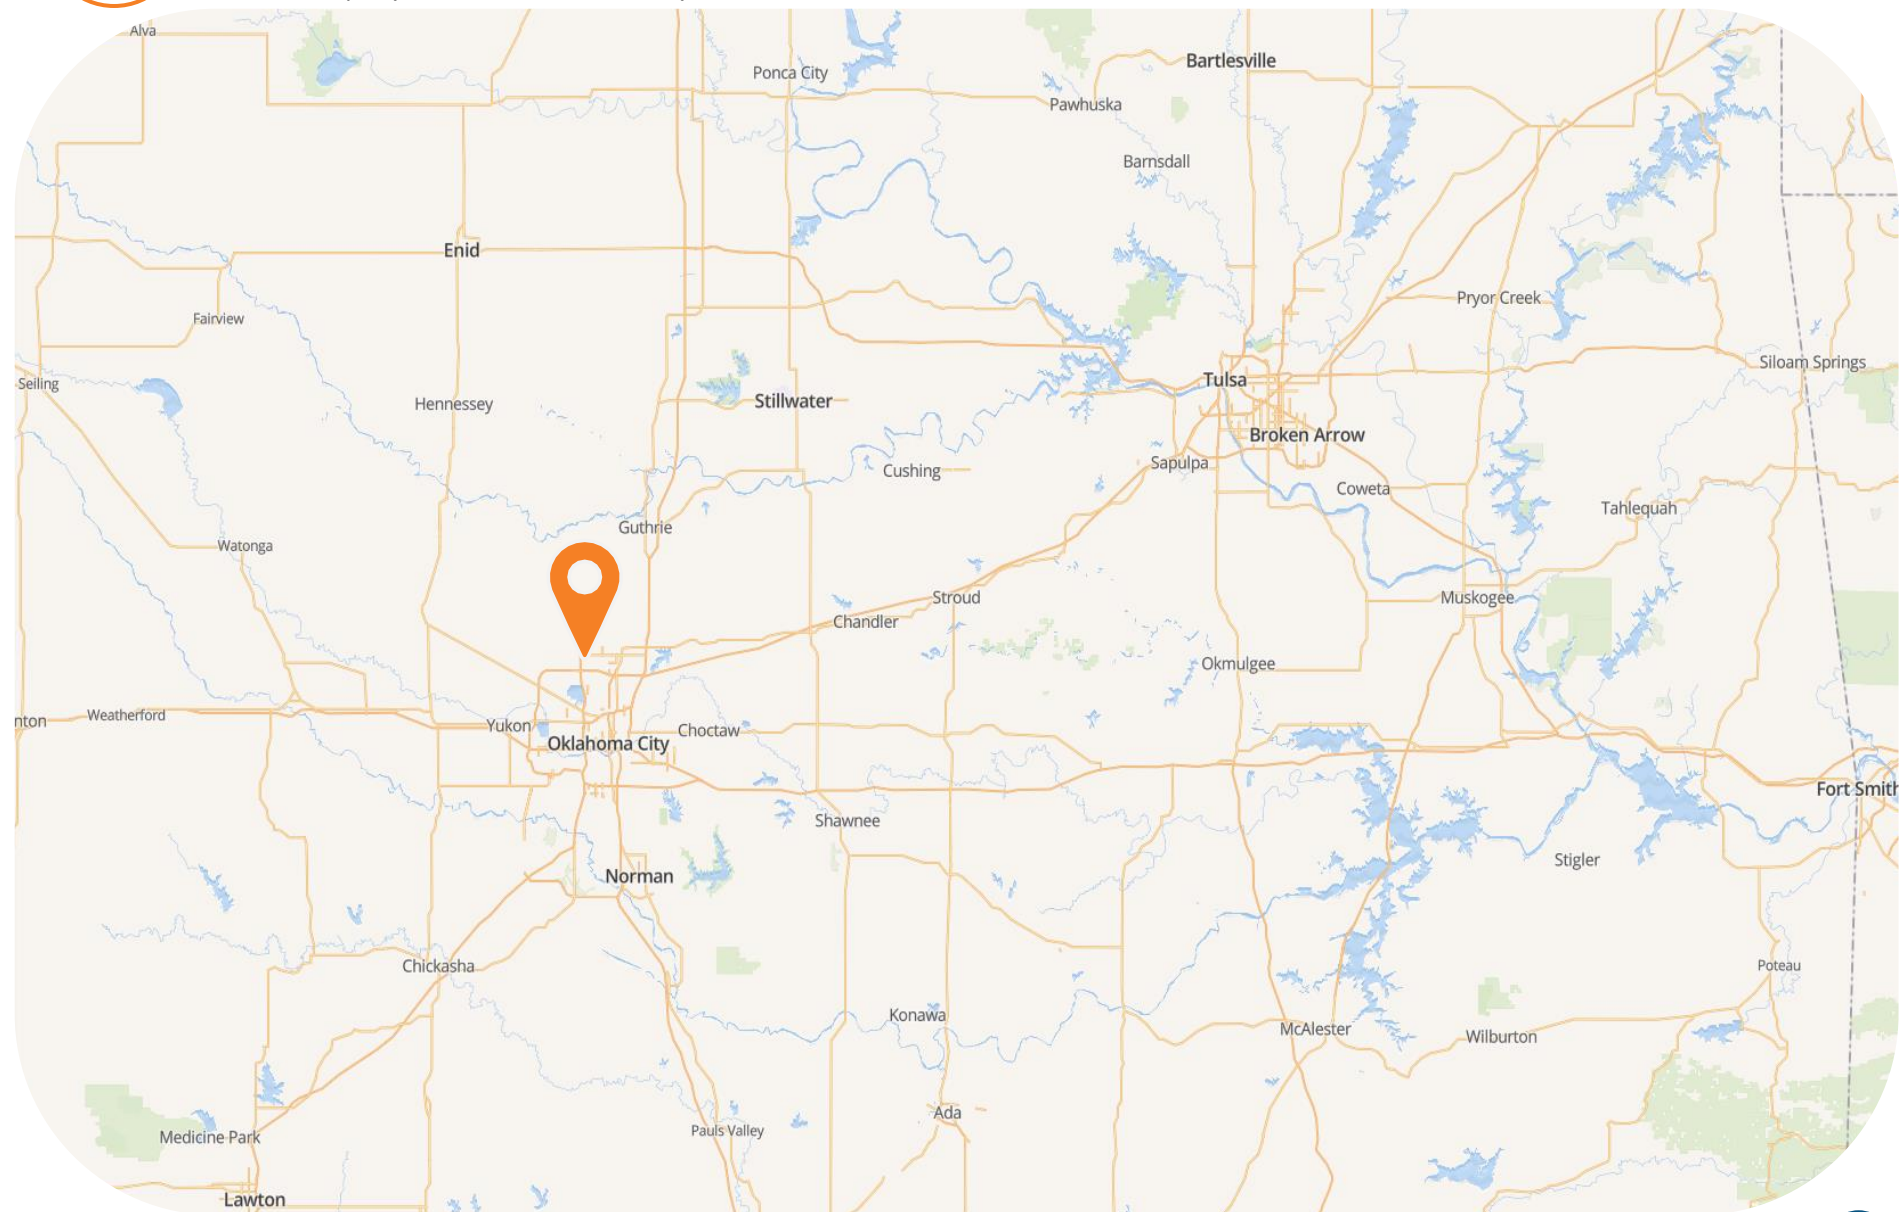 Alva
Ponca City
Bartlesville
Pawhuska
Barnsdall
Enid
Pryor Creek
Fairview
Siloam Springs
Seiling
Tulsa
Hennessey
Stillwater
Broken Arrow
Sapulpa
Cushing
Coweta
Tahlequah
Guthrie
Watonga
Stroud
Muskogee
Chandler
Okmulgee
Weatherford
nton
Yukon
Choctaw
Oklahoma City
Fort Smith
Shawnee
Stigler
Norman
Chickasha
Poteau
Konawa
McAlester
Wilburton
Ada
Pauls Valley
Medicine Park
Lawton